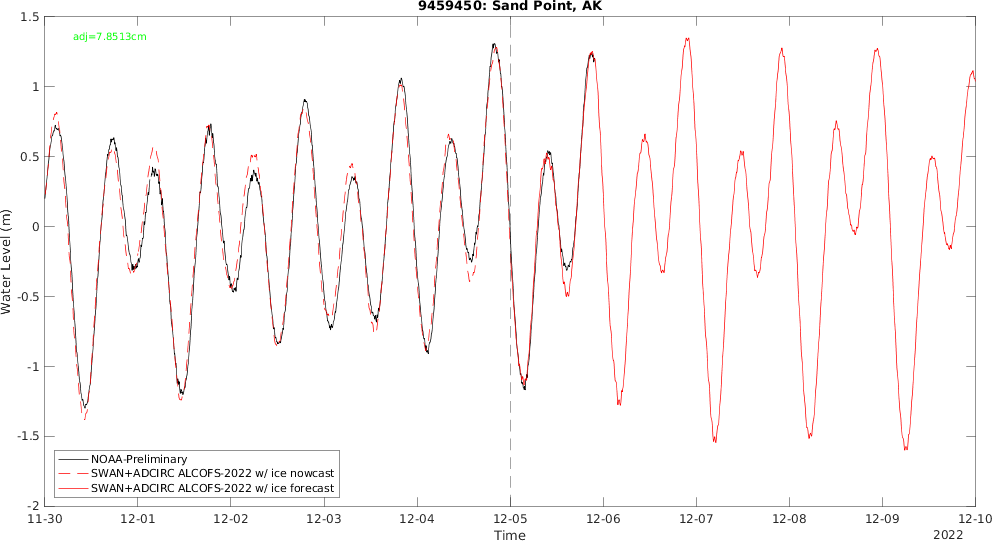 9459450: Sand Point, AK
adj=7.8513cm
1.5
1
0.5
0
-0.5
-1
-1.5
-2
Water Level (m)
NOAA-Preliminary
SWAN+ADCIRC ALCOFS-2022 w/ ice nowcast
SWAN+ADCIRC ALCOFS-2022 w/ ice forecast
11-30 12-01 12-02 12-03 12-04 12-05 12-06 12-07 12-08 12-09 12-10
Time
2022